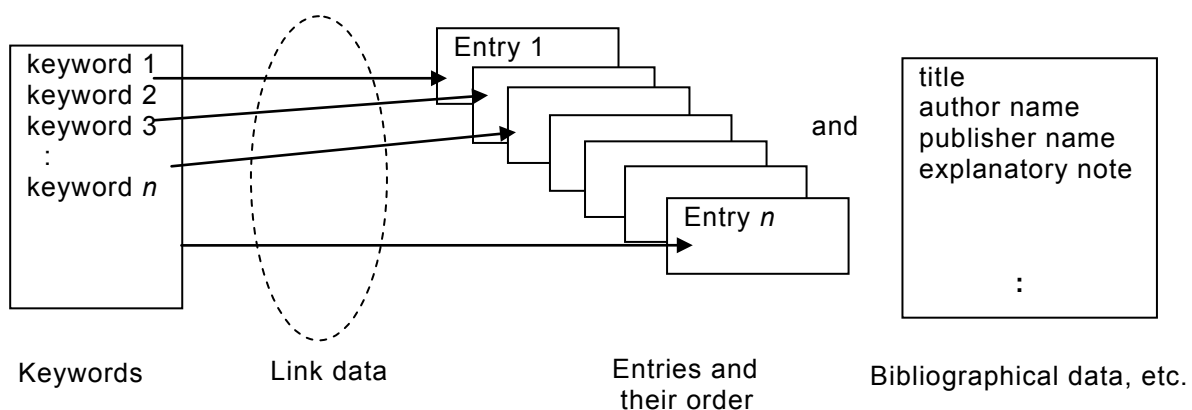 keyword 1
keyword 2
keyword 3
:
keyword n
Entry 1
Entry n
and
title
author name
publisher name
explanatory note
:
Keywords
Link data
Entries and
their order
Bibliographical data, etc.